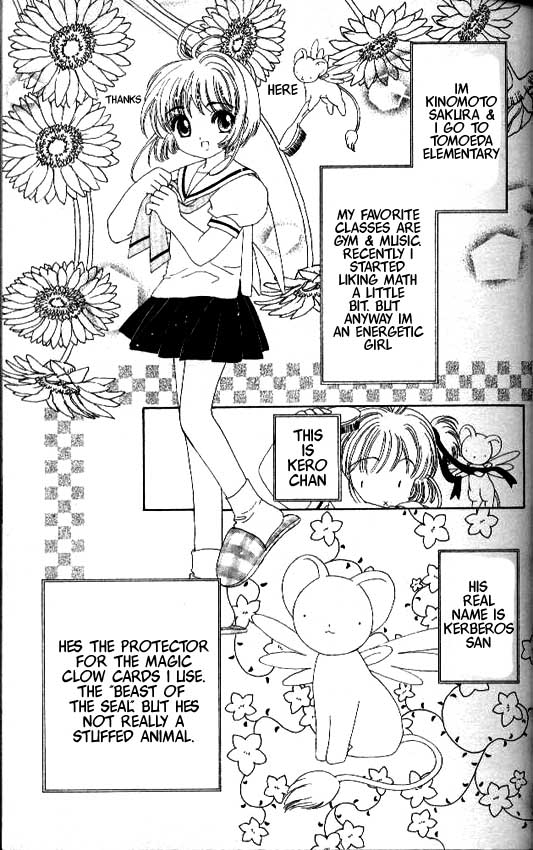 IM
KINOMOTO
SAKURA &
I GO TO
TOMOEDA
ELEMENTARY
HERE
THANKS
MY FAVORITE
CLASSES ARE
GYM & MUSIC.
RECENTLY I
STARTED
LIKING MATH
A LITTLE
BIT. BUT
ANYWAY IM
AN ENERGETIC
GIRL
THIS
IS
KERO
CHAN
HIS
REAL
NAME IS
KERBEROS
SAN
HES THE PROTECTOR
FOR THE MAGIC
CLOW CARDS I USE.
THE "BEAST OF
THE SEAL". BUT HES
NOT REALLY A
STUFFED ANIMAL.